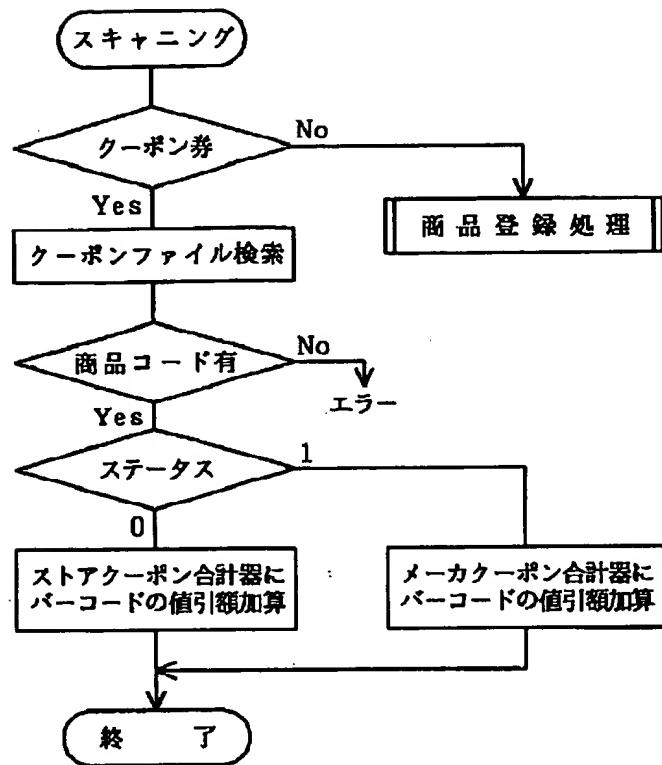 スキャニング
クーポン券
No
Yes
商品登録処理
クーポンファイル検索
商品コード有
No
エラー
Yes
ステータス
1
0
ストアクーポン合計器に
バーコードの値引額加算
メーカクーポン合計器に
バーコードの値引額加算
終了